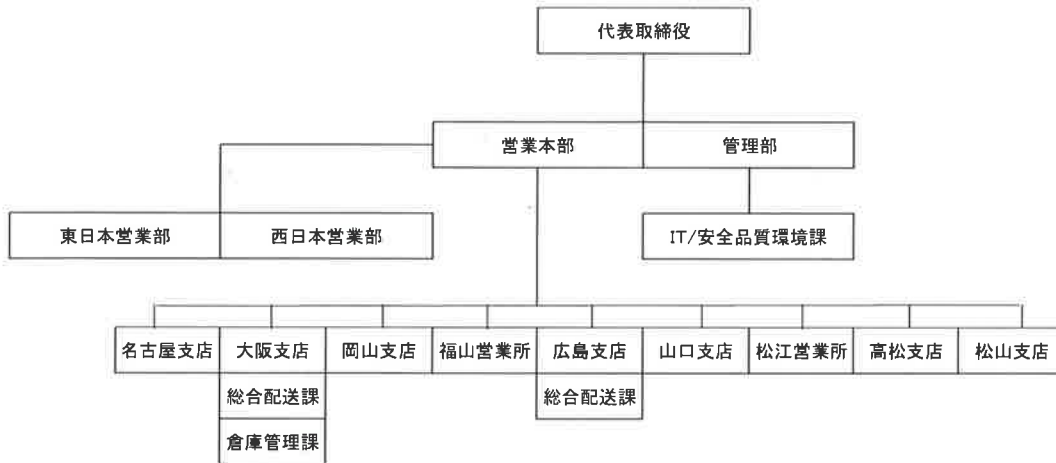 代表取締役
営業本部
管理部
東日本営業部
西日本営業部
IT/安全品質環境課
名古屋支店
大阪支店
岡山支店
福山営業所
広島支店
山口支店
松江営業所
高松支店
松山支店
総合配送課
総合配送課
倉庫管理課